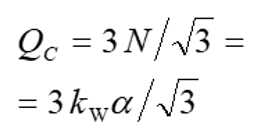 Q_C = 3 N/√3 =
= 3 k_W α/√3